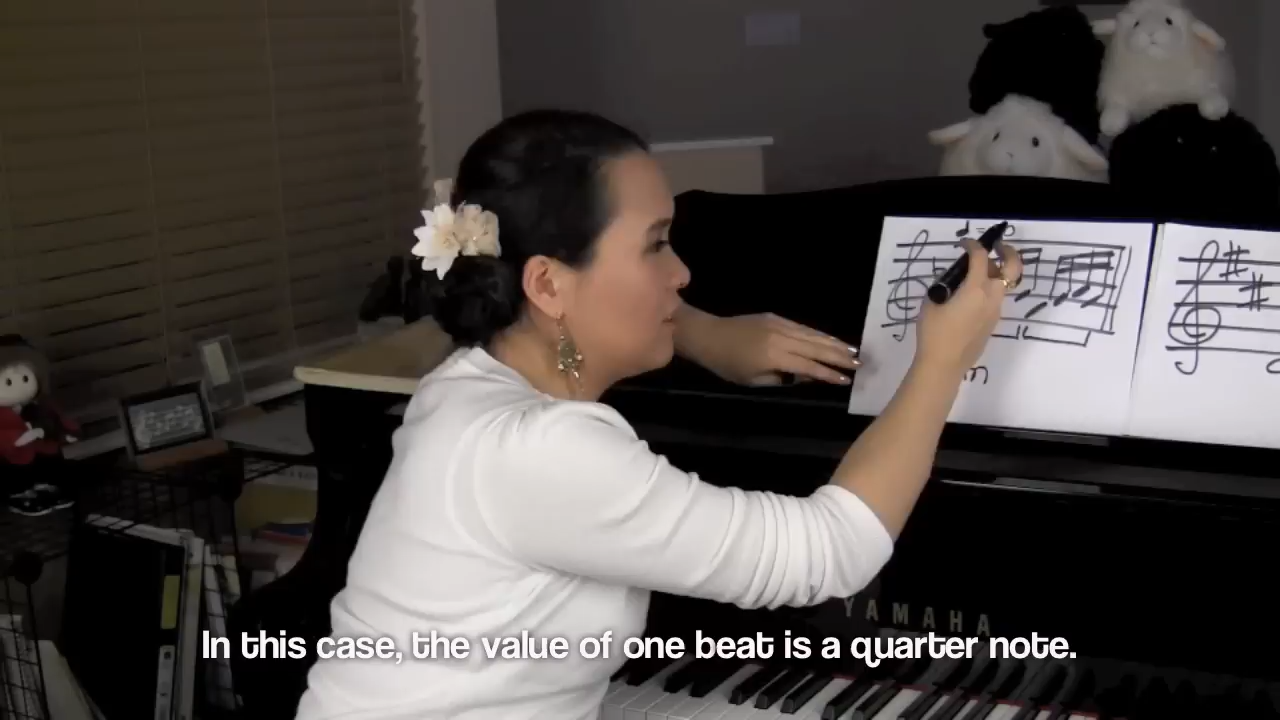 YAMAHA
In this case, the value of one beat is a quarter note.